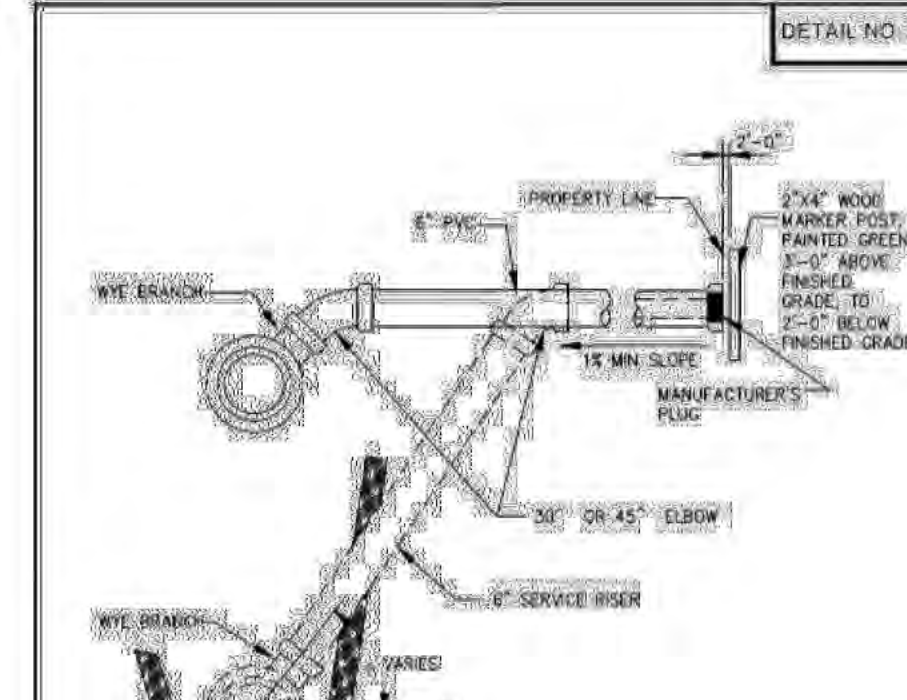 DETAIL NO
2'-0"
PROPERTY LINE
6" PVC
2"X4" WOOD
MARKER POST,
PAINTED GREEN
3'-0" ABOVE
FINISHED
GRADE, TO
2'-0" BELOW
FINISHED GRADE
WYE BRANCH
1% MIN SLOPE
MANUFACTURER'S
PLUG
30° OR 45° ELBOW
6" SERVICE RISER
WYE BRANCH
VARIES